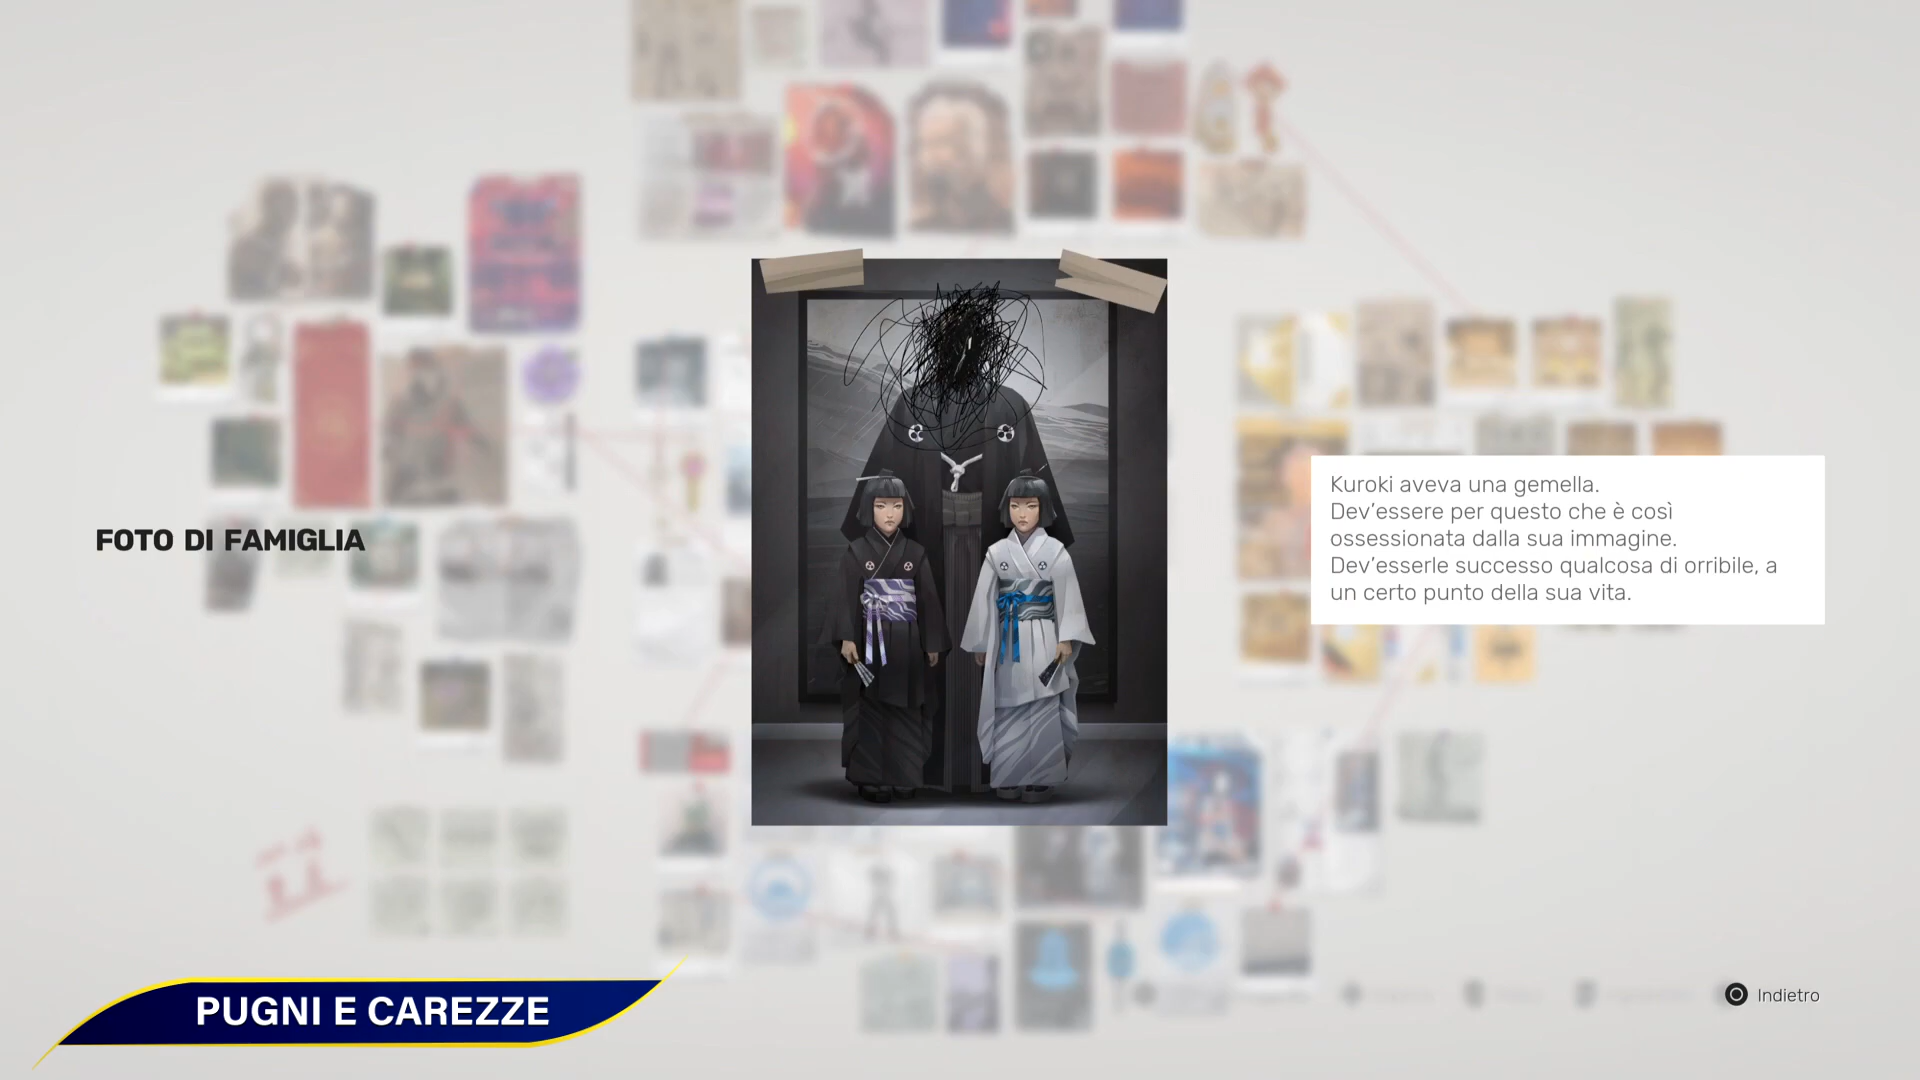 FOTO DI FAMIGLIA
Kuroki aveva una gemella.
Dev'essere per questo che è così
ossessionata dalla sua immagine.
Dev'esserle successo qualcosa di orribile, a
un certo punto della sua vita.
PUGNI E CAREZZE
Indietro